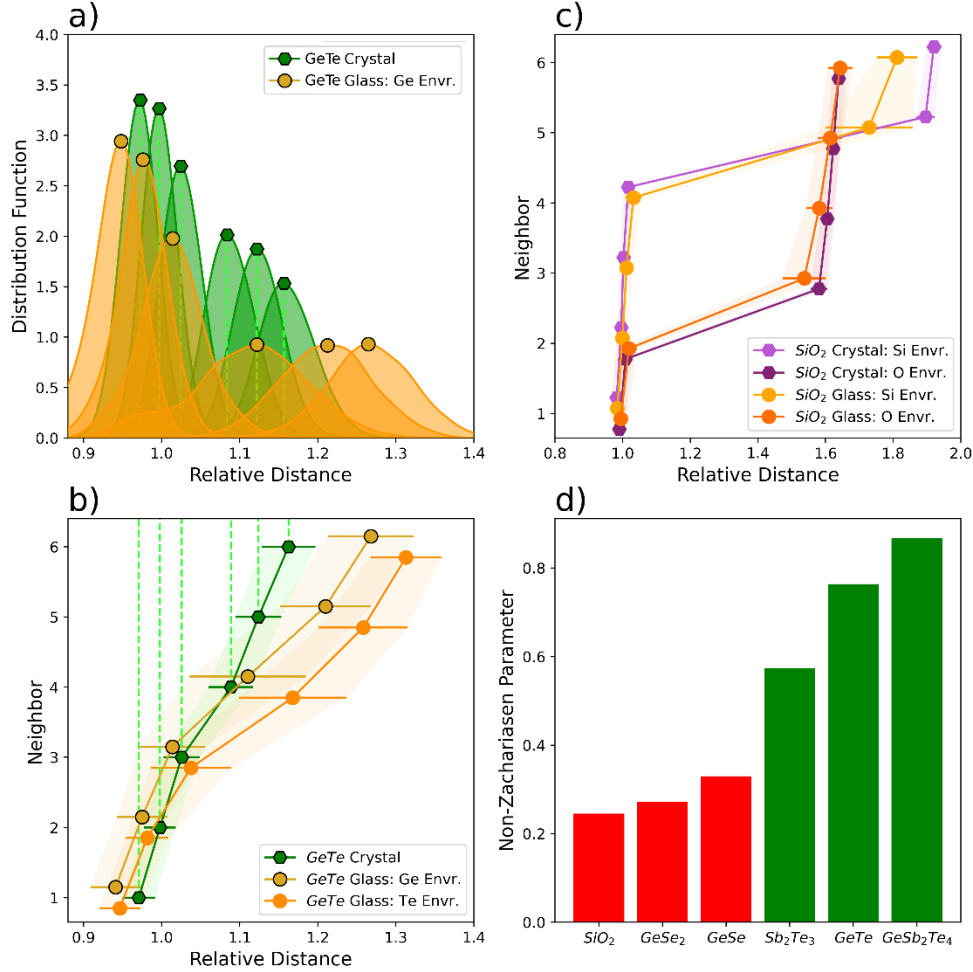 a)
4.0
3.5
3.0
2.5
2.0
1.5
1.0
0.5
0.0
Distribution Function
GeTe Crystal
GeTe Glass: Ge Envr.
0.9 1.0 1.1 1.2 1.3 1.4
Relative Distance
c)
6
5
4
3
2
1
Neighbor
SiO2 Crystal: Si Envr.
SiO2 Crystal: O Envr.
SiO2 Glass: Si Envr.
SiO2 Glass: O Envr.
1.0 1.2 1.4 1.6 1.8 2.0
Relative Distance
b)
6
5
4
3
2
1
Neighbor
GeTe Crystal
GeTe Glass: Ge Envr.
GeTe Glass: Te Envr.
0.9 1.0 1.1 1.2 1.3 1.4
Relative Distance
d)
0.8
0.6
0.4
0.2
0.0
Non-Zachariasen Parameter
SiO2 GeSe2 GeSe Sb2Te3 GeTe GeSb2Te4